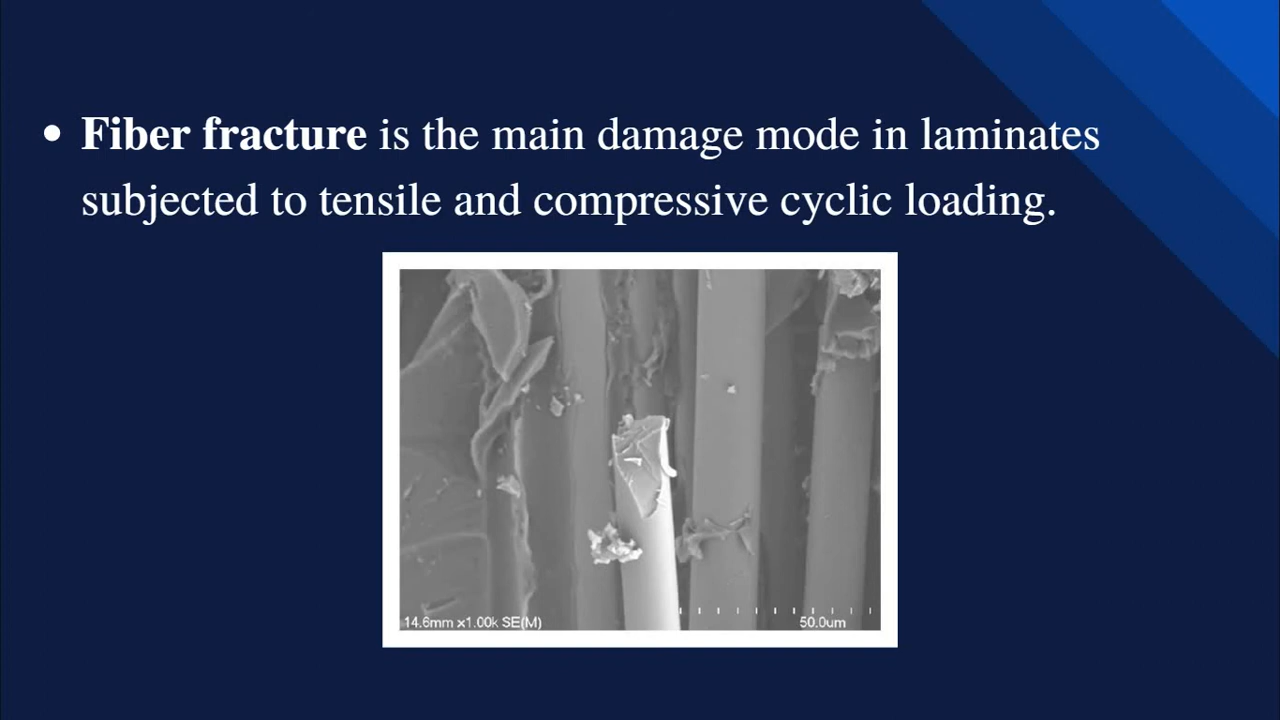 • Fiber fracture is the main damage mode in laminates
subjected to tensile and compressive cyclic loading.
14.6mm x1.00k SE(M) 50.0um